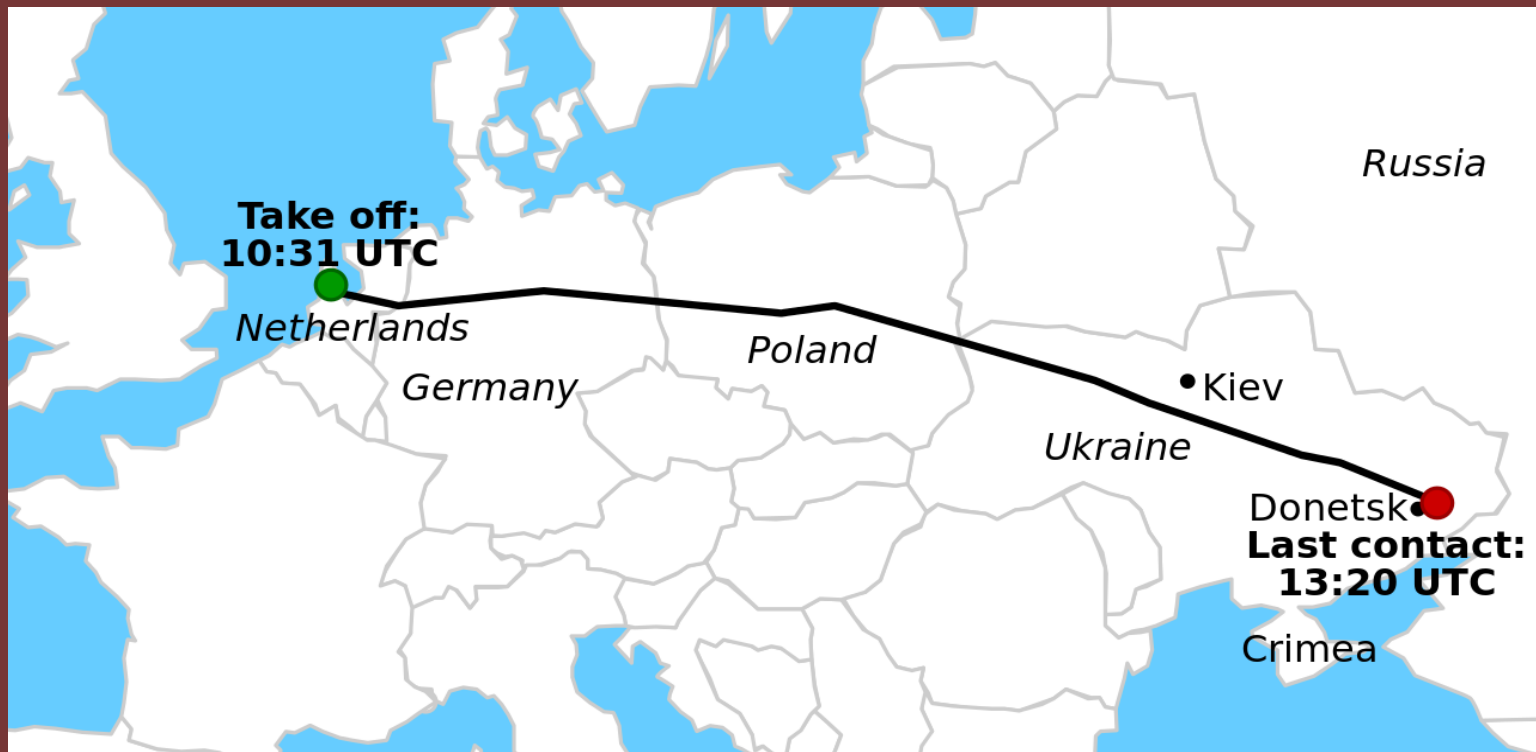 Russia
Take off:
10:31 UTC
Netherlands
Poland
Germany
Kiev
Ukraine
Donetsk
Last contact:
13:20 UTC
Crimea